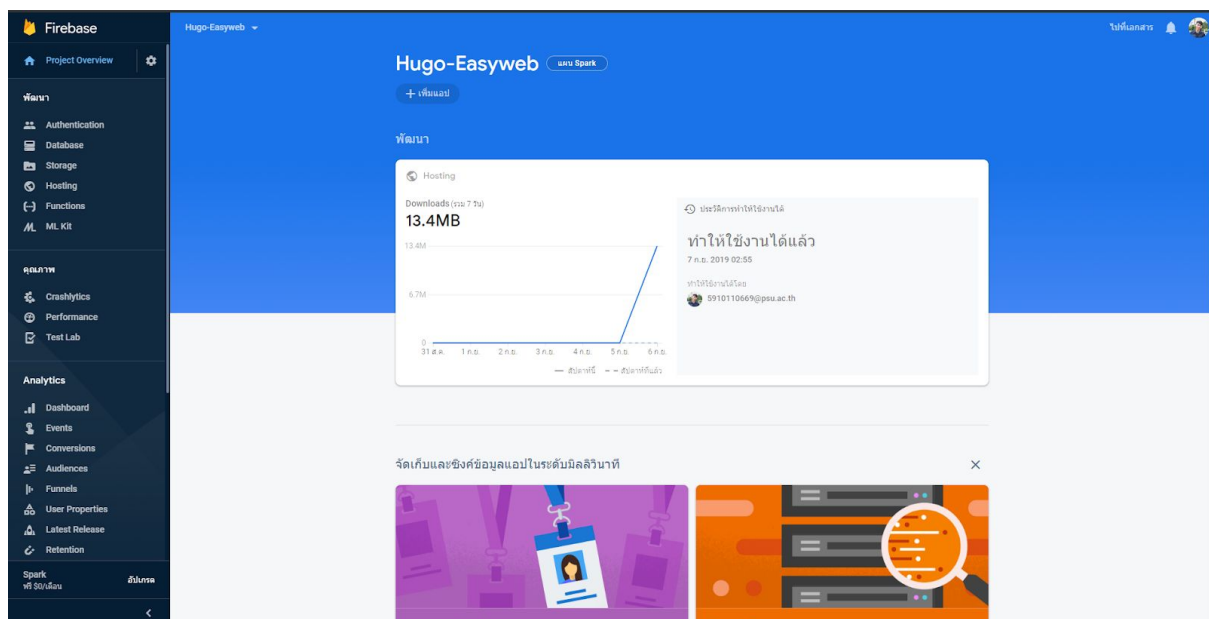 Firebase
Hugo-Easyweb
ไปที่เอกสาร
Project Overview
พัฒนา
Authentication
Database
Storage
Hosting
Functions
ML Kit
คุณภาพ
Crashlytics
Performance
Test Lab
Analytics
Dashboard
Events
Conversions
Audiences
Funnels
User Properties
Latest Release
Retention
Spark
ฟรี $0/เดือน
อัปเกรด
Hugo-Easyweb
แผน Spark
+ เพิ่มแอป
พัฒนา
Hosting
Downloads (รวม 7 วัน)
13.4MB
13.4M
6.7M
0
31 ส.ค. 1 ก.ย. 2 ก.ย. 3 ก.ย. 4 ก.ย. 5 ก.ย. 6 ก.ย.
สัปดาห์นี้ สัปดาห์ที่แล้ว
ประวัติการทำให้ใช้งานได้
ทำให้ใช้งานได้แล้ว
7 ก.ย. 2019 02:55
ทำให้ใช้งานได้โดย
5910110669@psu.ac.th
จัดเก็บและซิงค์ข้อมูลแอปในระดับมิลลิวินาที